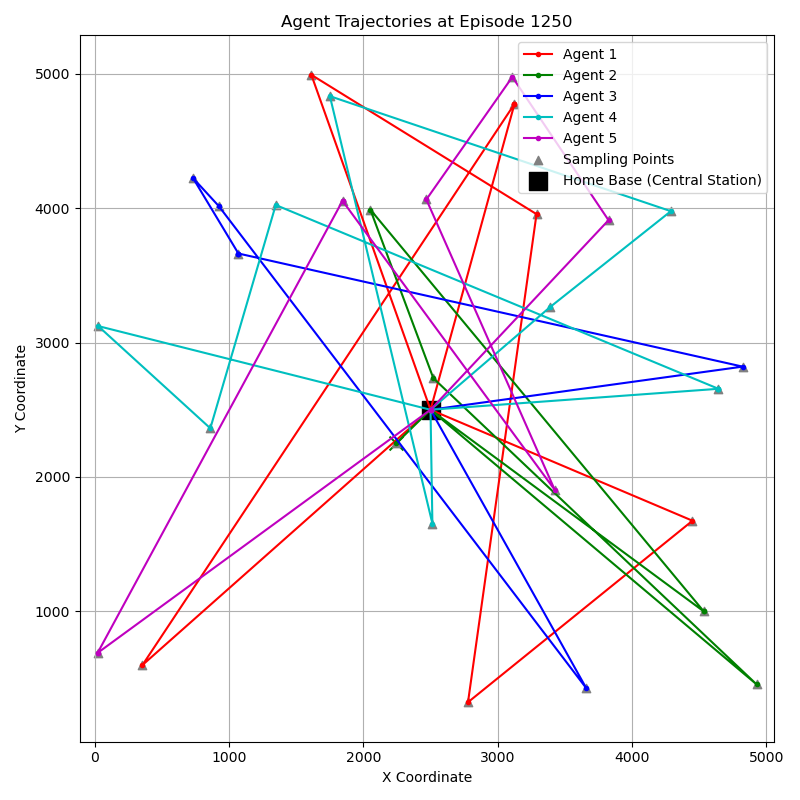 Agent Trajectories at Episode 1250
Agent 1
Agent 2
Agent 3
Agent 4
Agent 5
Sampling Points
Home Base (Central Station)
Y Coordinate
5000
4000
3000
2000
1000
0 1000 2000 3000 4000 5000
X Coordinate